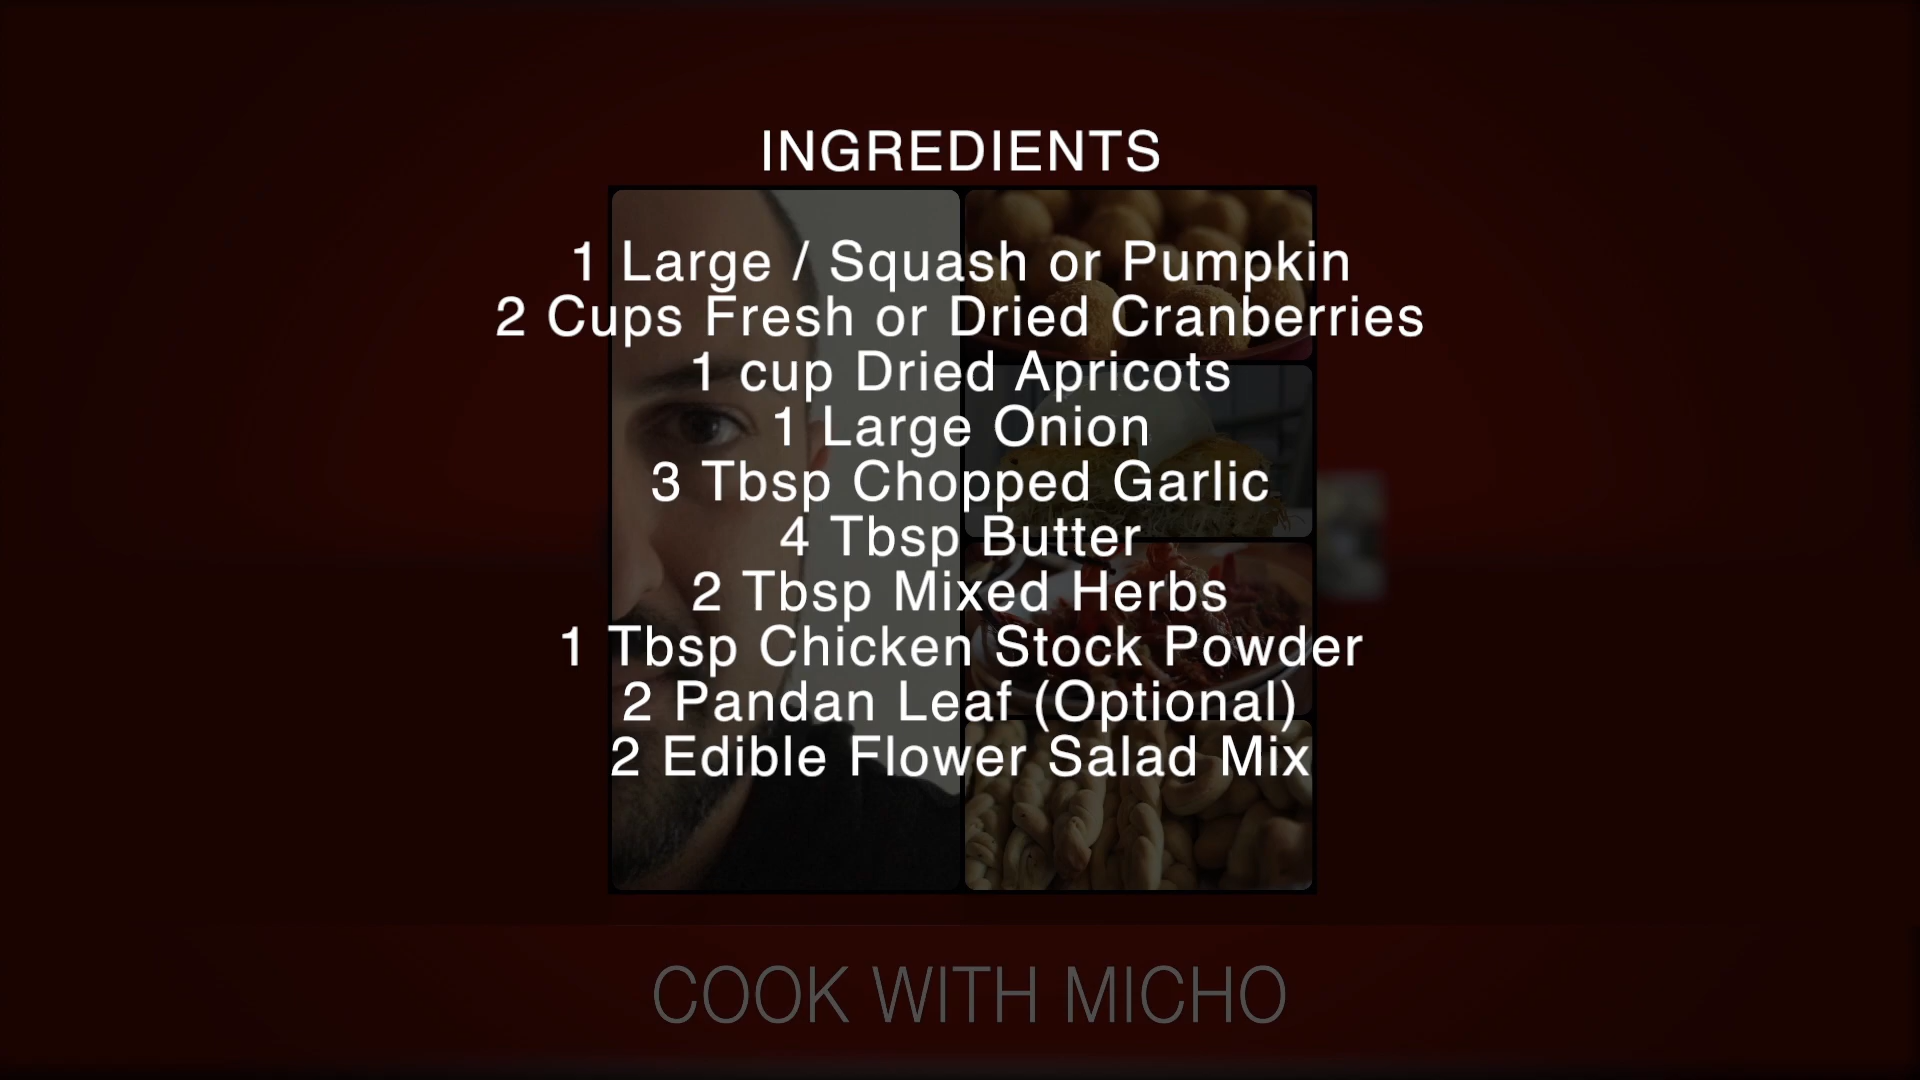 INGREDIENTS
1 Large / Squash or Pumpkin
2 Cups Fresh or Dried Cranberries
1 cup Dried Apricots
1 Large Onion
3 Tbsp Chopped Garlic
4 Tbsp Butter
2 Tbsp Mixed Herbs
1 Tbsp Chicken Stock Powder
2 Pandan Leaf (Optional)
2 Edible Flower Salad Mix
COOK WITH MICHO